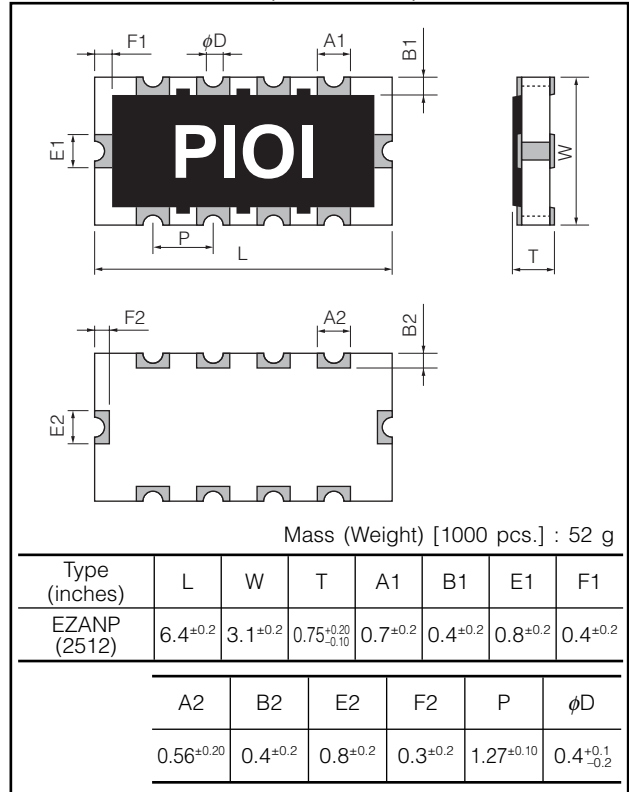 F1 φD A1 B1
E1 PIOI W
P T
L
F2 A2 B2
E2
Mass (Weight) [1000 pcs.] : 52 g
Type (inches) L W T A1 B1 E1 F1
EZANP (2512) 6.4±0.2 3.1±0.2 0.75+0.20 −0.10 0.7±0.2 0.4±0.2 0.8±0.2 0.4±0.2
A2 B2 E2 F2 P φD
0.56±0.20 0.4±0.2 0.8±0.2 0.3±0.2 1.27±0.10 0.4+0.1 −0.2